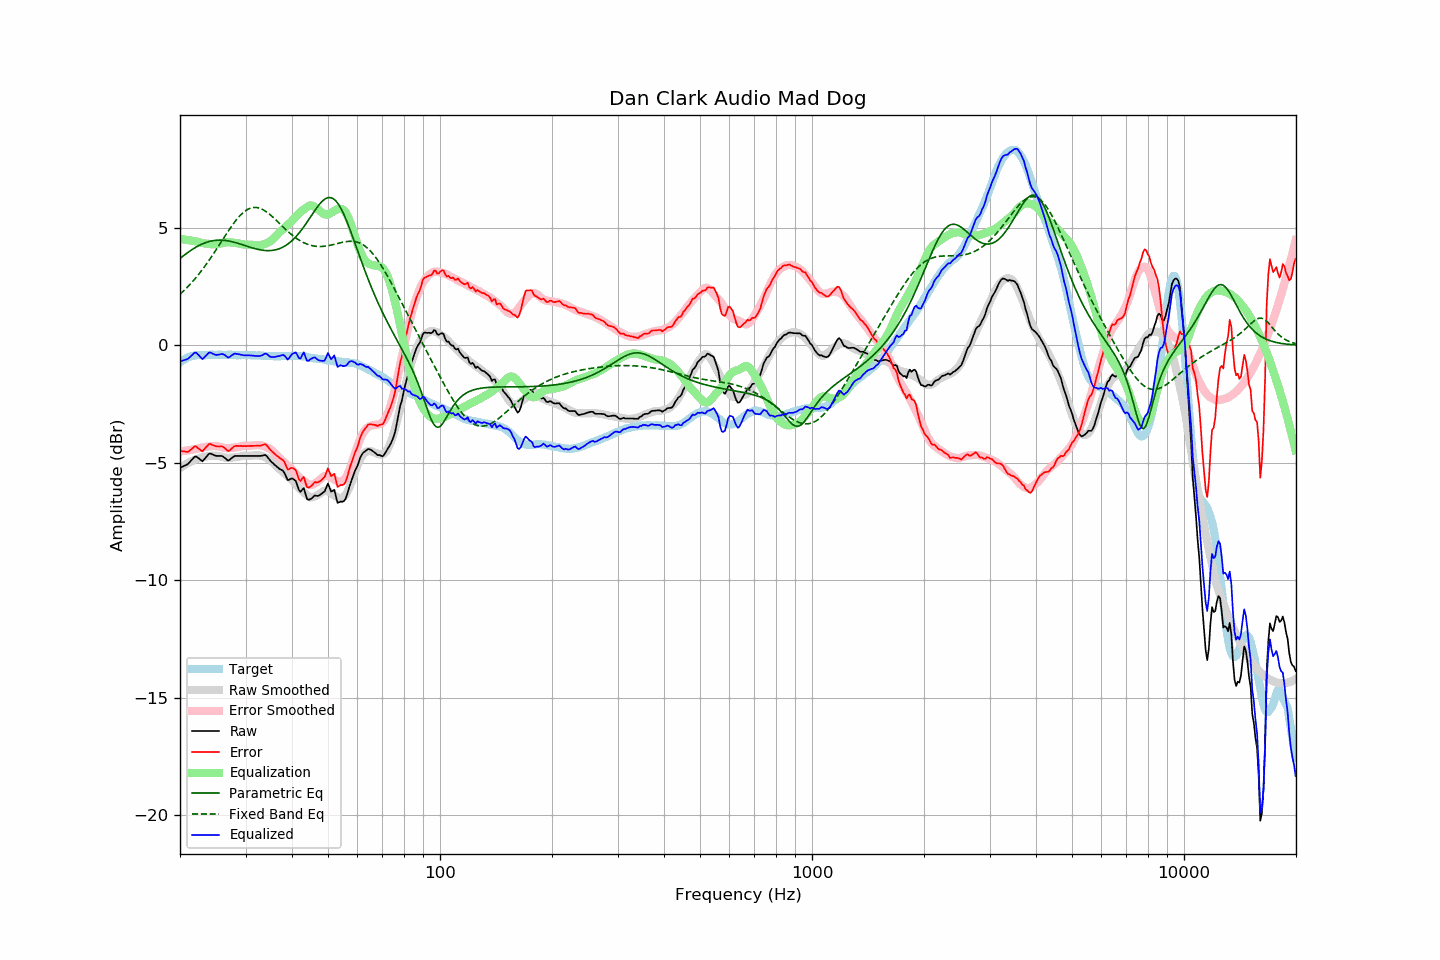 Dan Clark Audio Mad Dog
Amplitude (dBr)
5
0
−5
−10
−15
−20
Target
Raw Smoothed
Error Smoothed
Raw
Error
Equalization
Parametric Eq
Fixed Band Eq
Equalized
100
1000
10000
Frequency (Hz)